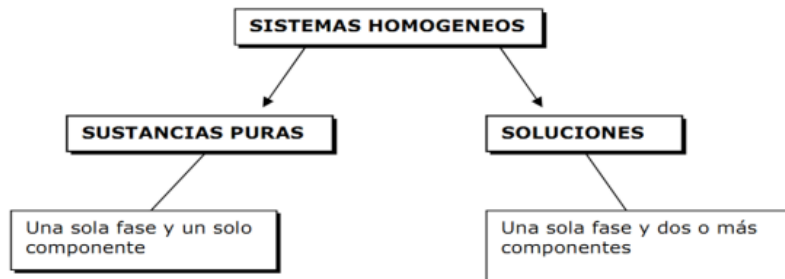 SISTEMAS HOMOGENEOS
SUSTANCIAS PURAS
SOLUCIONES
Una sola fase y un solo
componente
Una sola fase y dos o más
componentes